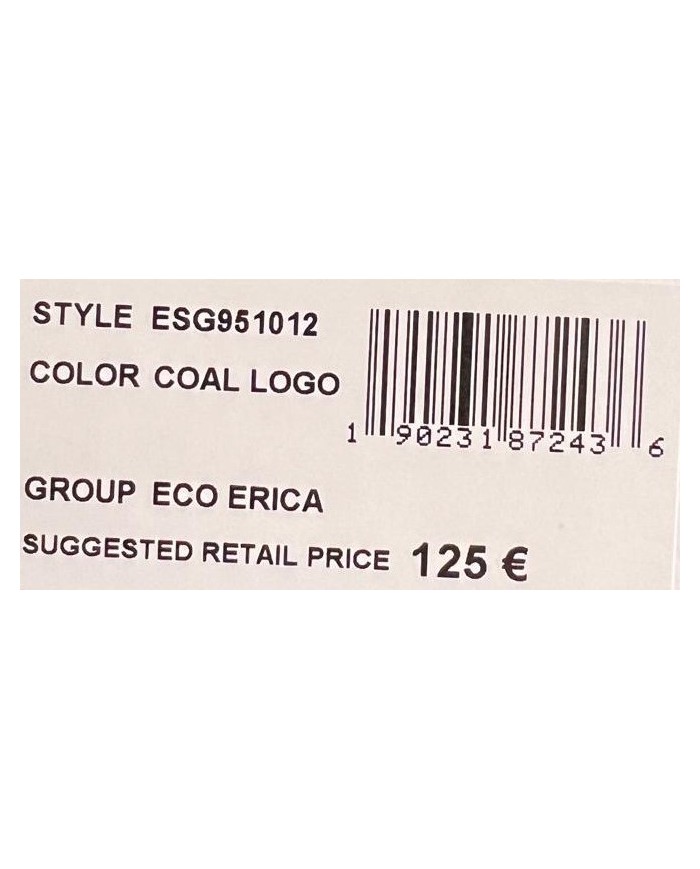 STYLE ESG951012
COLOR COAL LOGO
1 90231 87243 6
GROUP ECO ERICA
SUGGESTED RETAIL PRICE 125 €